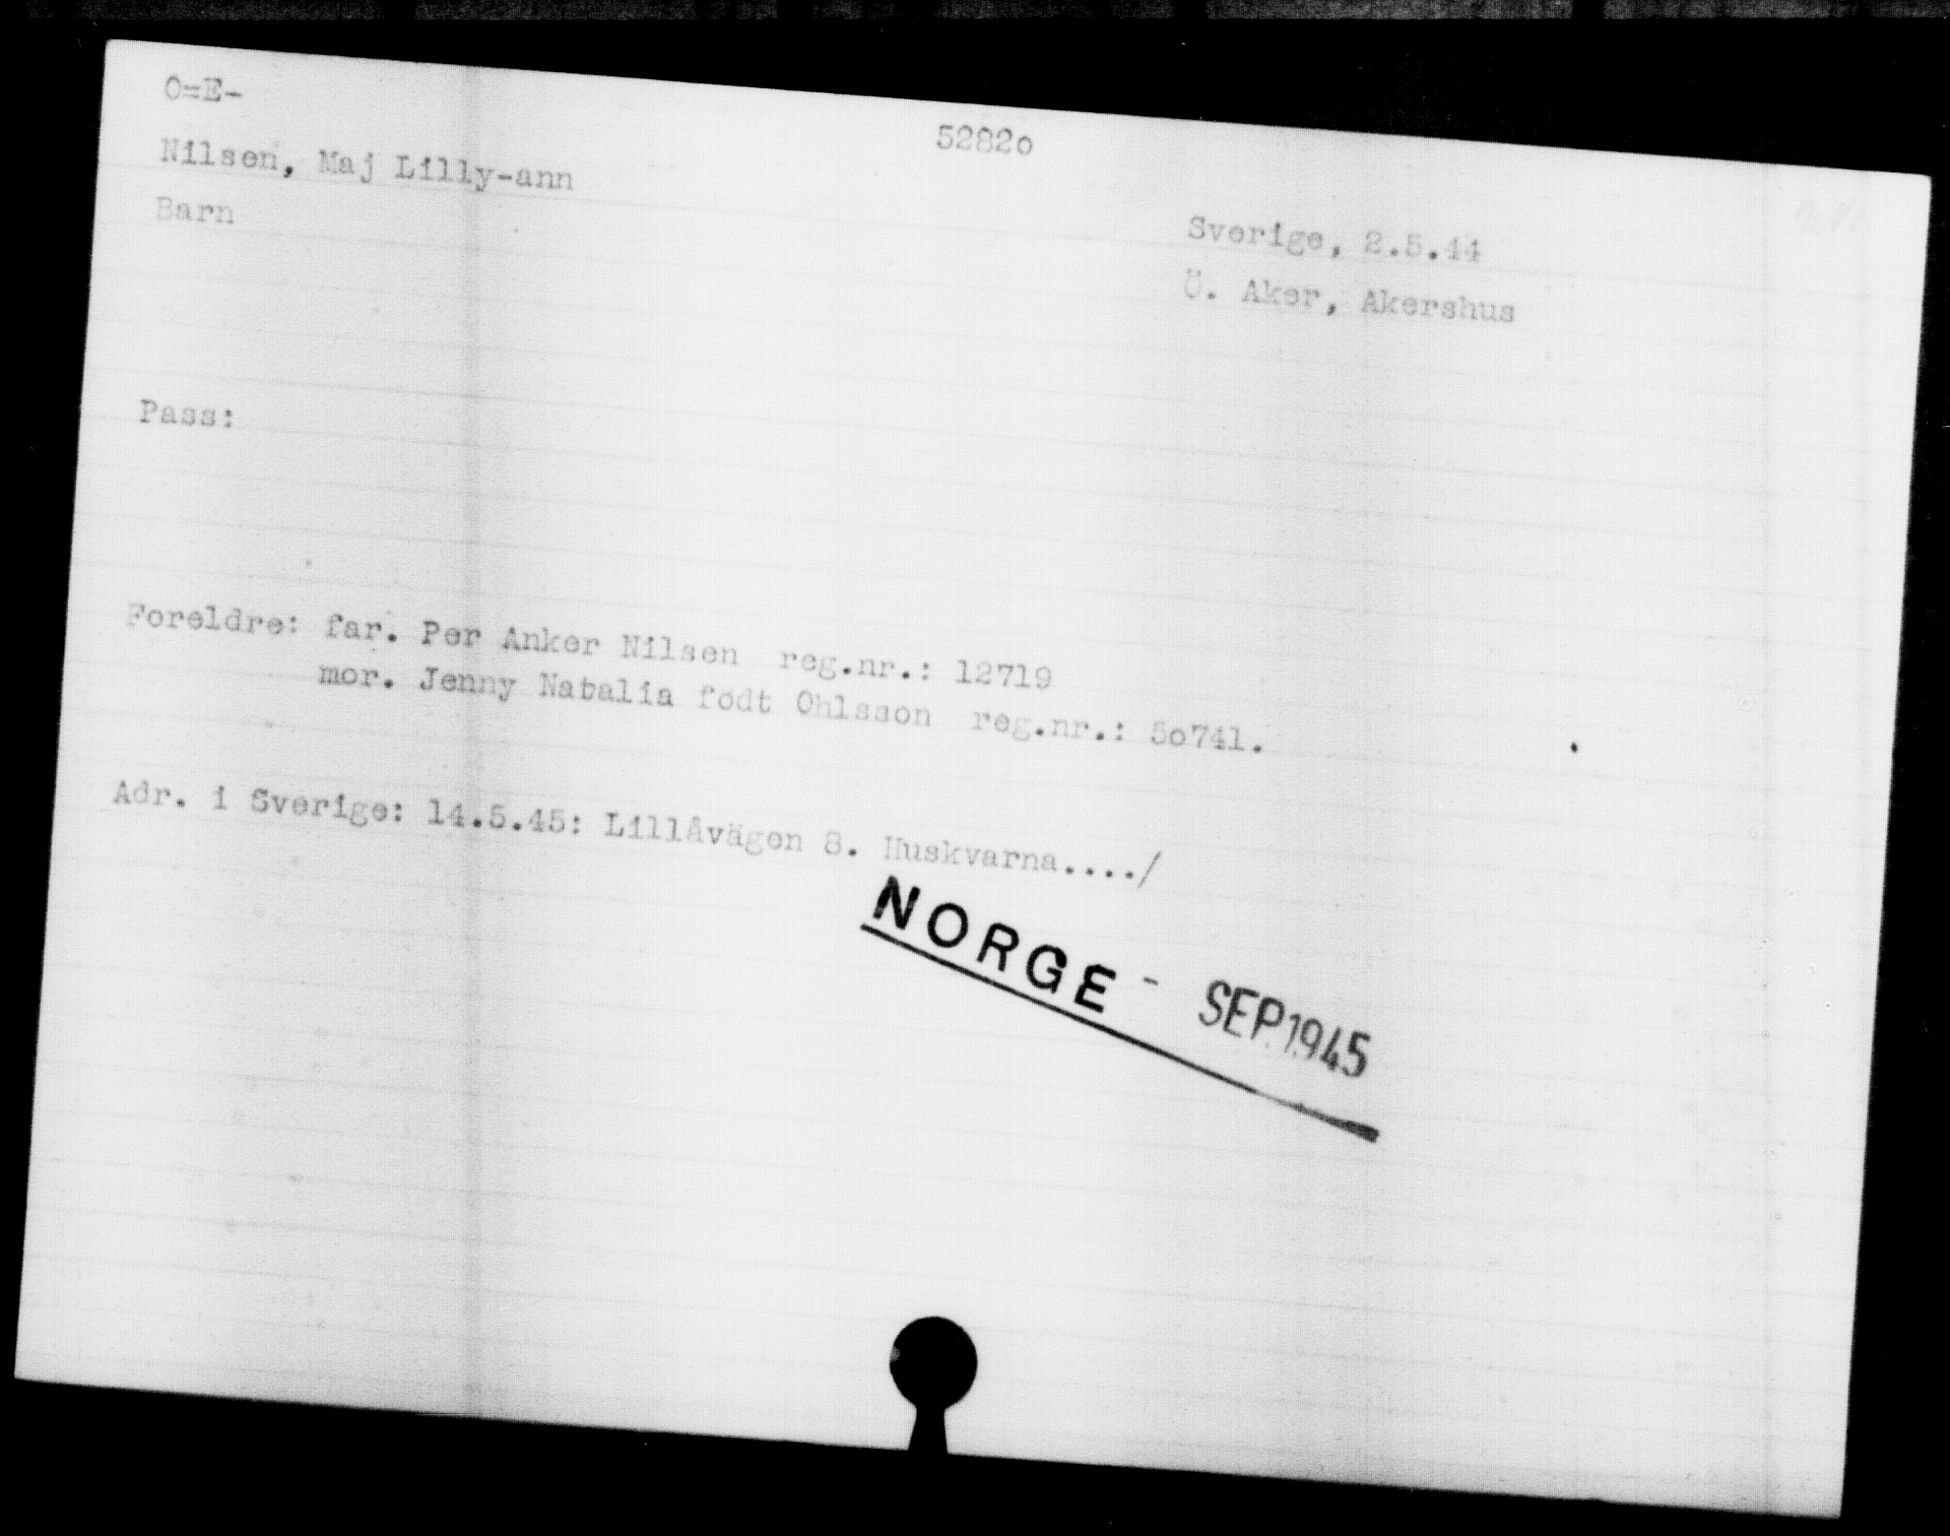 O=E-
5282o
Nilsen, Maj Lilly-ann
Barn
Sverige, 2.5.44
Ö. Aker, Akershus
Pass:
Foreldre: far. Per Anker Nilsen reg.nr.: 12719
mor. Jenny Natalia født Ohlsson reg.nr.: 5o741.
Adr. i Sverige: 14.5.45: Lillåvägen 8. Huskvarna..../
NORGE - SEP.1945